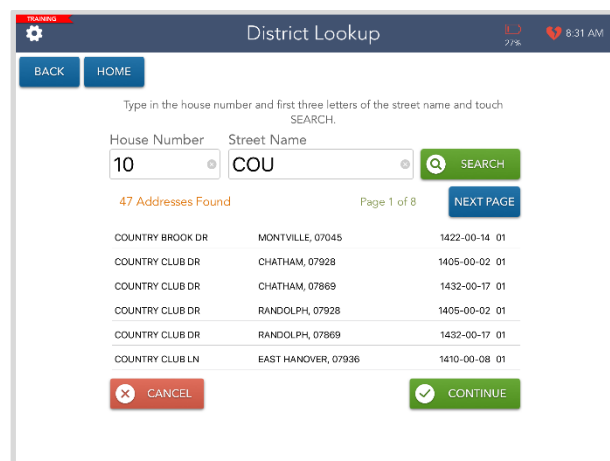 TRAINING
District Lookup
27%
8:31 AM
BACK
HOME
Type in the house number and first three letters of the street name and touch
SEARCH.
House Number
Street Name
10
COU
SEARCH
47 Addresses Found
Page 1 of 8
NEXT PAGE
COUNTRY BROOK DR MONTVILLE, 07045 1422-00-14 01
COUNTRY CLUB DR CHATHAM, 07928 1405-00-02 01
COUNTRY CLUB DR CHATHAM, 07869 1432-00-17 01
COUNTRY CLUB DR RANDOLPH, 07928 1405-00-02 01
COUNTRY CLUB DR RANDOLPH, 07869 1432-00-17 01
COUNTRY CLUB LN EAST HANOVER, 07936 1410-00-08 01
CANCEL
CONTINUE